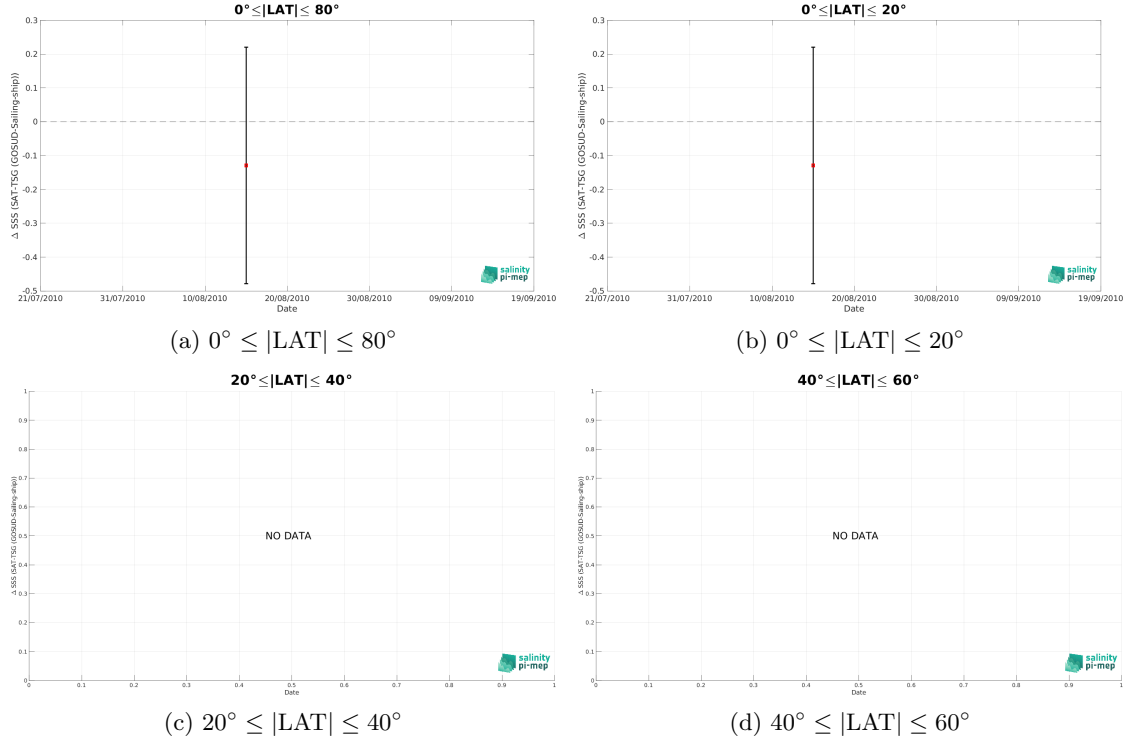 0°≤|LAT|≤ 80°
Δ SSS (SAT-TSG (GOSUD-Sailing-ship))
0.3
0.2
0.1
0
-0.1
-0.2
-0.3
-0.4
-0.5
21/07/2010 31/07/2010 10/08/2010 20/08/2010 30/08/2010 09/09/2010 19/09/2010
Date
salinity
pi-mep
(a) 0° ≤ |LAT| ≤ 80°
0°≤|LAT|≤ 20°
Δ SSS (SAT-TSG (GOSUD-Sailing-ship))
0.3
0.2
0.1
0
-0.1
-0.2
-0.3
-0.4
-0.5
21/07/2010 31/07/2010 10/08/2010 20/08/2010 30/08/2010 09/09/2010 19/09/2010
Date
salinity
pi-mep
(b) 0° ≤ |LAT| ≤ 20°
20°≤|LAT|≤ 40°
Δ SSS (SAT-TSG (GOSUD-Sailing-ship))
1
0.9
0.8
0.7
0.6
0.5
0.4
0.3
0.2
0.1
0
NO DATA
0 0.1 0.2 0.3 0.4 0.5 0.6 0.7 0.8 0.9 1
Date
salinity
pi-mep
(c) 20° ≤ |LAT| ≤ 40°
40°≤|LAT|≤ 60°
Δ SSS (SAT-TSG (GOSUD-Sailing-ship))
1
0.9
0.8
0.7
0.6
0.5
0.4
0.3
0.2
0.1
0
NO DATA
0 0.1 0.2 0.3 0.4 0.5 0.6 0.7 0.8 0.9 1
Date
salinity
pi-mep
(d) 40° ≤ |LAT| ≤ 60°